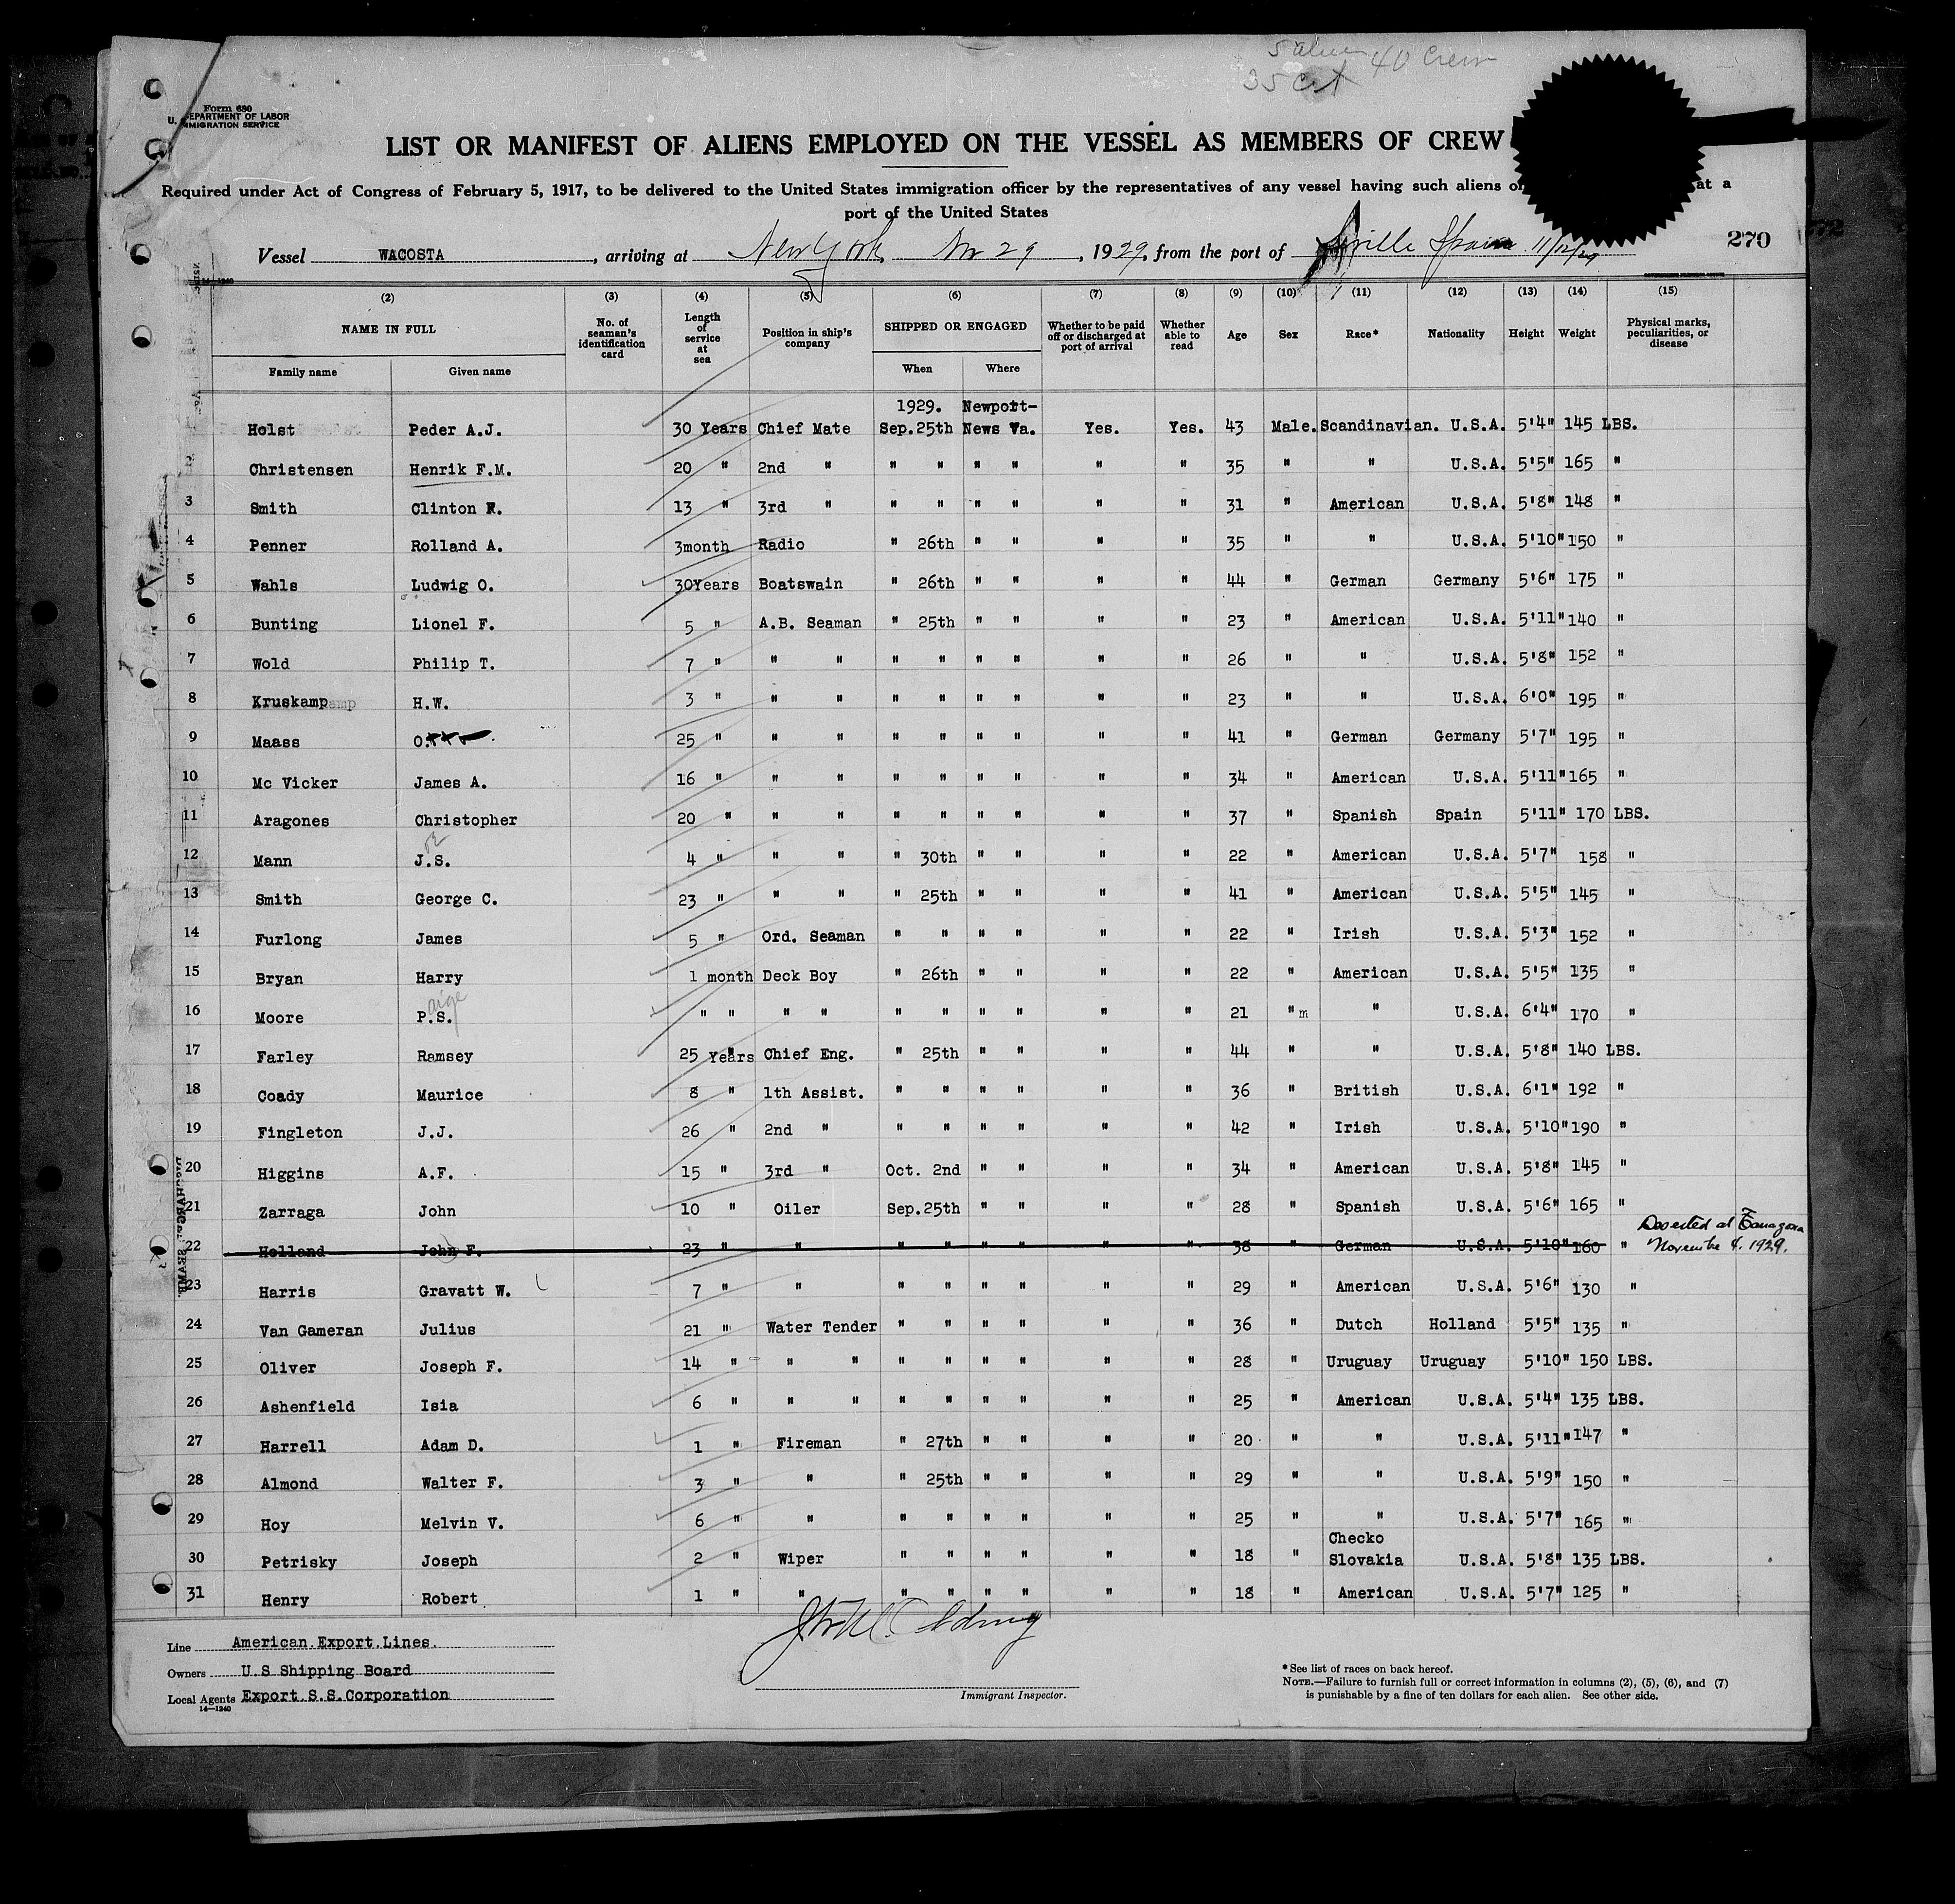 5 alien 40 Crew
35 Cit
Form 680
U. S. DEPARTMENT OF LABOR
IMMIGRATION SERVICE
LIST OR MANIFEST OF ALIENS EMPLOYED ON THE VESSEL AS MEMBERS OF CREW
Required under Act of Congress of February 5, 1917, to be delivered to the United States immigration officer by the representatives of any vessel having such aliens on at a
port of the United States
Vessel WACOSTA, arriving at New York, Nov 29, 1929, from the port of Seville Spain 11/12/29
270
(2) (3) (4) (5) (6) (7) (8) (9) (10) (11) (12) (13) (14) (15)
NAME IN FULL No. of seaman's identification card Length of service at sea Position in ship's company SHIPPED OR ENGAGED Whether to be paid off or discharged at port of arrival Whether able to read Age Sex Race* Nationality Height Weight Physical marks, peculiarities, or disease
Family name Given name When Where
1929. Newport-
Holst Peder A.J. 30 Years Chief Mate Sep.25th News Va. Yes. Yes. 43 Male. Scandinavian. U.S.A. 5'4" 145 LBS.
2 Christensen Henrik F.M. 20 " 2nd " " " " " " " 35 " " U.S.A. 5'5" 165 "
3 Smith Clinton R. 13 " 3rd " " " " " " " 31 " American U.S.A. 5'8" 148 "
4 Penner Rolland A. 3month Radio " 26th " " " " 35 " " U.S.A. 5'10" 150 "
5 Wahls Ludwig O. 30Years Boatswain " 26th " " " " 44 " German Germany 5'6" 175 "
6 Bunting Lionel F. 5 " A.B. Seaman " 25th " " " " 23 " American U.S.A. 5'11" 140 "
7 Wold Philip T. 7 " " " " " " " " " 26 " " U.S.A. 5'8" 152 "
8 Kruskamp H.W. 3 " " " " " " " " " 23 " " U.S.A. 6'0" 195 "
9 Maass O. 25 " " " " " " " " " 41 " German Germany 5'7" 195 "
10 Mc Vicker James A. 16 " " " " " " " " " 34 " American U.S.A. 5'11" 165 "
11 Aragones Christopher 20 " " " " " " " " " 37 " Spanish Spain 5'11" 170 LBS.
12 Mann J.S. 4 " " " " 30th " " " " 22 " American U.S.A. 5'7" 158 "
13 Smith George C. 23 " " " " 25th " " " " 41 " American U.S.A. 5'5" 145 "
14 Furlong James 5 " Ord. Seaman " " " " " " 22 " Irish U.S.A. 5'3" 152 "
15 Bryan Harry 1 month Deck Boy " 26th " " " " 22 " American U.S.A. 5'5" 135 "
aige
16 Moore P.S. " " " " " " " " " " 21 "m " U.S.A. 6'4" 170 "
17 Farley Ramsey 25 Years Chief Eng. " 25th " " " " 44 " " U.S.A. 5'8" 140 LBS.
18 Coady Maurice 8 " 1th Assist. " " " " " " 36 " British U.S.A. 6'1" 192 "
19 Fingleton J.J. 26 " 2nd " " " " " " " 42 " Irish U.S.A. 5'10" 190 "
20 Higgins A.F. 15 " 3rd " Oct. 2nd " " " " 34 " American U.S.A. 5'8" 145 "
21 Zarraga John 10 " Oiler Sep.25th " " " " 28 " Spanish U.S.A. 5'6" 165 "
22 Holland John F. 23 " " " " " " " " 38 " German U.S.A. 5'10" 160 " Deserted at Tarragona
Novembre 4. 1929.
23 Harris Gravatt W. 7 " " " " " " " " 29 " American U.S.A. 5'6" 130 "
24 Van Gameran Julius 21 " Water Tender " " " " " " 36 " Dutch Holland 5'5" 135 "
25 Oliver Joseph F. 14 " " " " " " " " " 28 " Uruguay Uruguay 5'10" 150 LBS.
26 Ashenfield Isia 6 " " " " " " " " " 25 " American U.S.A. 5'4" 135 LBS.
27 Harrell Adam D. 1 " Fireman " 27th " " " " 20 " " U.S.A. 5'11" 147 "
28 Almond Walter F. 3 " " " 25th " " " " 29 " " U.S.A. 5'9" 150 "
29 Hoy Melvin V. 6 " " " " " " " " 25 " " U.S.A. 5'7" 165 "
Checko
30 Petrisky Joseph 2 " Wiper " " " " " " 18 " Slovakia U.S.A. 5'8" 135 LBS.
31 Henry Robert 1 " " " " " " " " 18 " American U.S.A. 5'7" 125 "
Line American Export Lines.
Owners U.S Shipping Board
Local Agents Export S.S.Corporation
14—1240
Immigrant Inspector.
*See list of races on back hereof.
NOTE.—Failure to furnish full or correct information in columns (2), (5), (6), and (7)
is punishable by a fine of ten dollars for each alien. See other side.